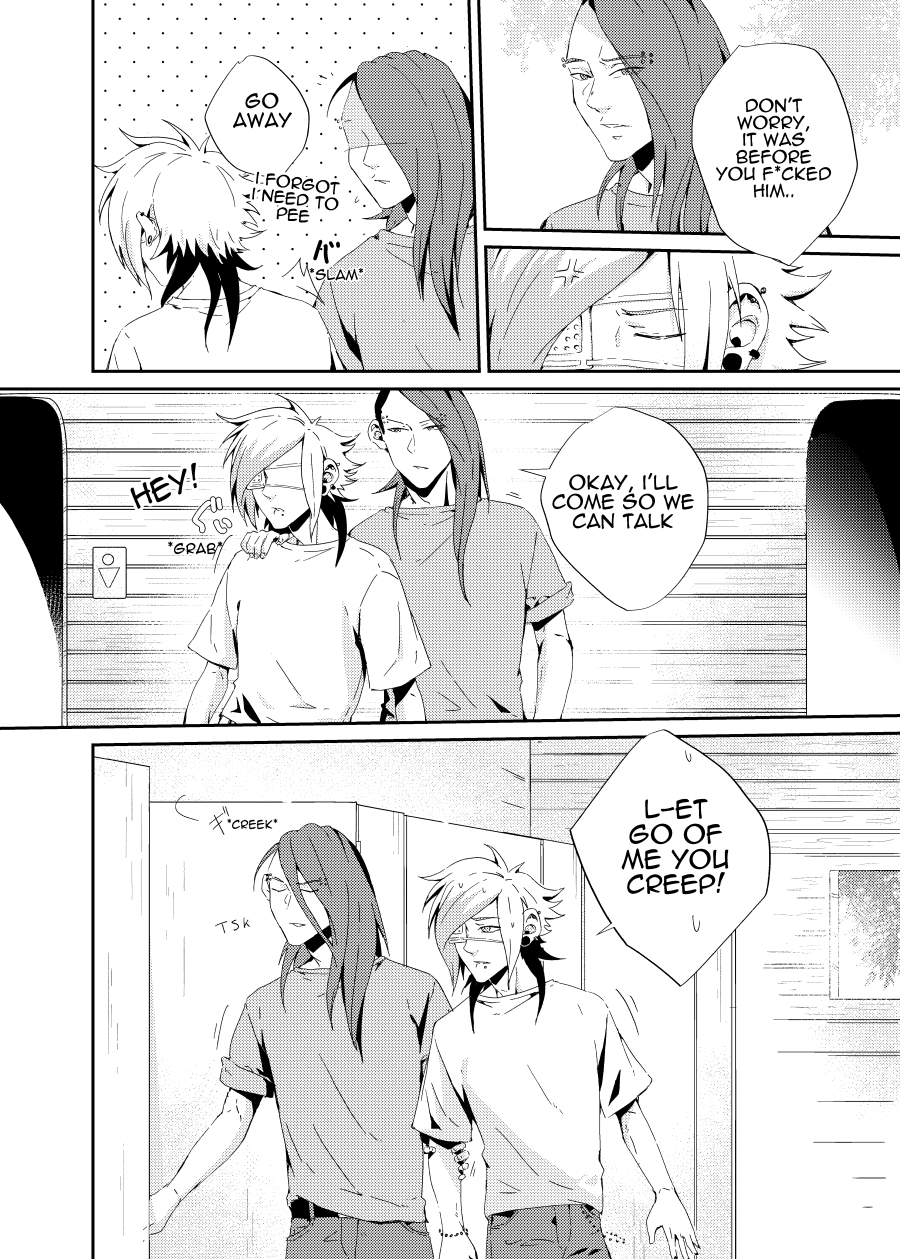 DON'T
WORRY,
IT WAS
BEFORE
YOU F*CKED
HIM..
GO
AWAY
I FORGOT
I NEED TO
PEE
バ
*SLAM*
OKAY, I'LL
COME SO WE
CAN TALK
HEY!
*GRAB*
L-ET
GO OF
ME YOU
CREEP!
ギ
*CREEK*
TSK